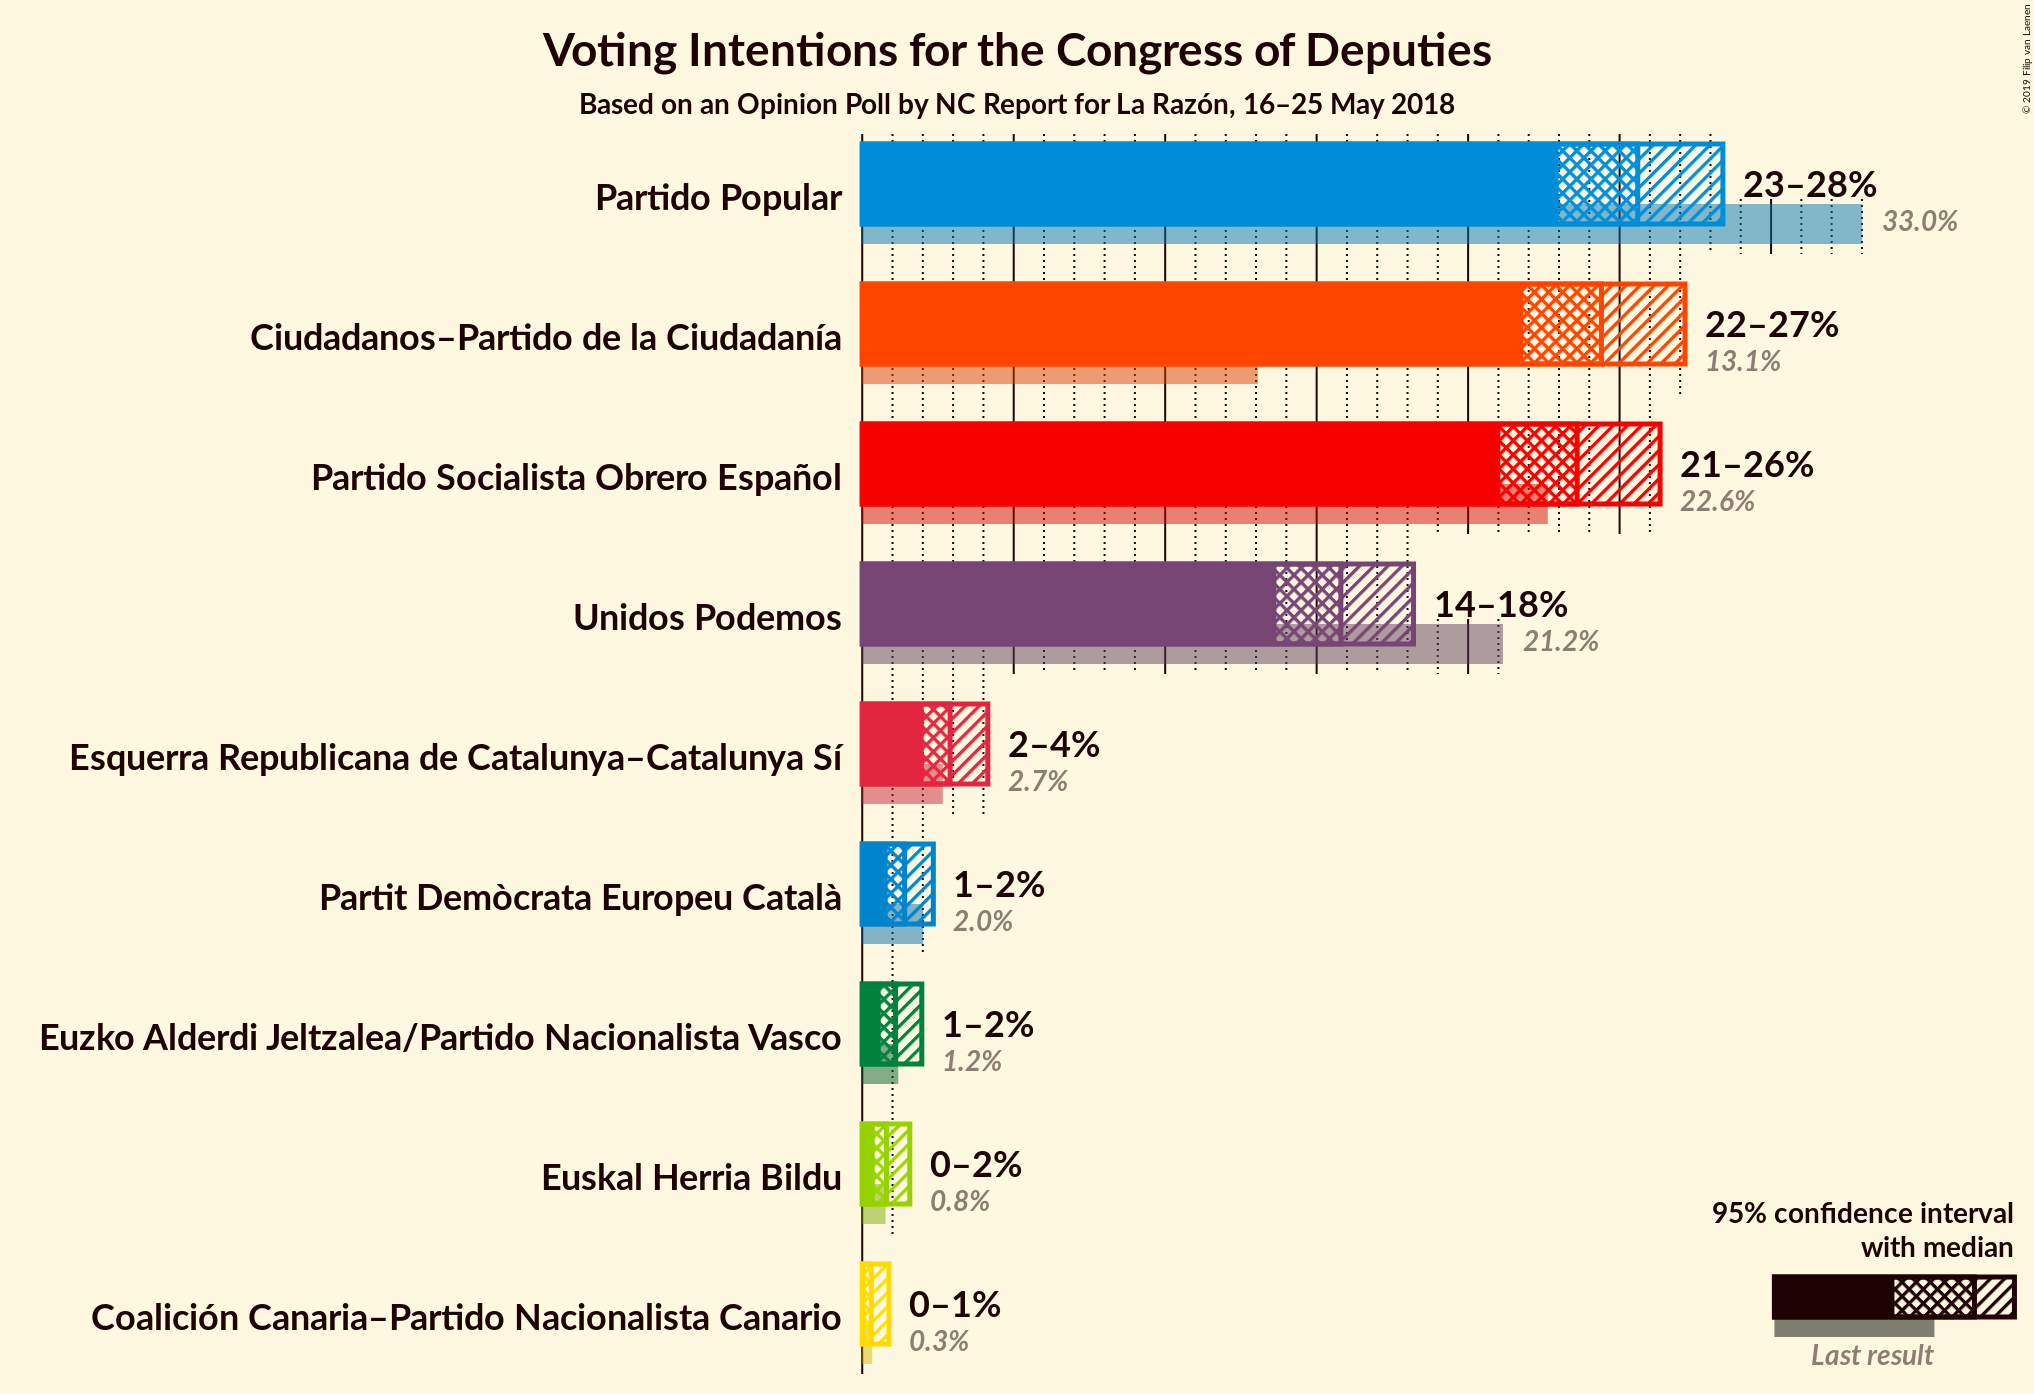 Voting Intentions for the Congress of Deputies
Based on an Opinion Poll by NC Report for La Razón, 16–25 May 2018
© 2019 Filip van Laenen
Partido Popular
23–28%
33.0%
Ciudadanos–Partido de la Ciudadanía
22–27%
13.1%
Partido Socialista Obrero Español
21–26%
22.6%
Unidos Podemos
14–18%
21.2%
Esquerra Republicana de Catalunya–Catalunya Sí
2–4%
2.7%
Partit Demòcrata Europeu Català
1–2%
2.0%
Euzko Alderdi Jeltzalea/Partido Nacionalista Vasco
1–2%
1.2%
Euskal Herria Bildu
0–2%
0.8%
Coalición Canaria–Partido Nacionalista Canario
0–1%
0.3%
95% confidence interval
with median
Last result